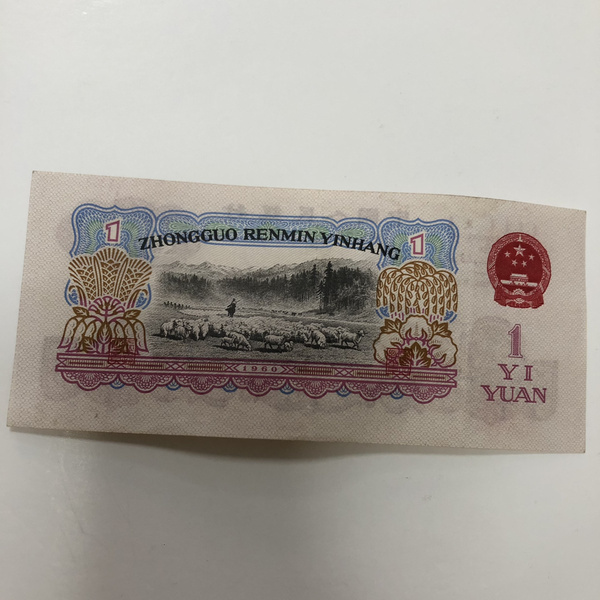 1
1
ZHONGGUO RENMIN YINHANG
1960
1
YI
YUAN